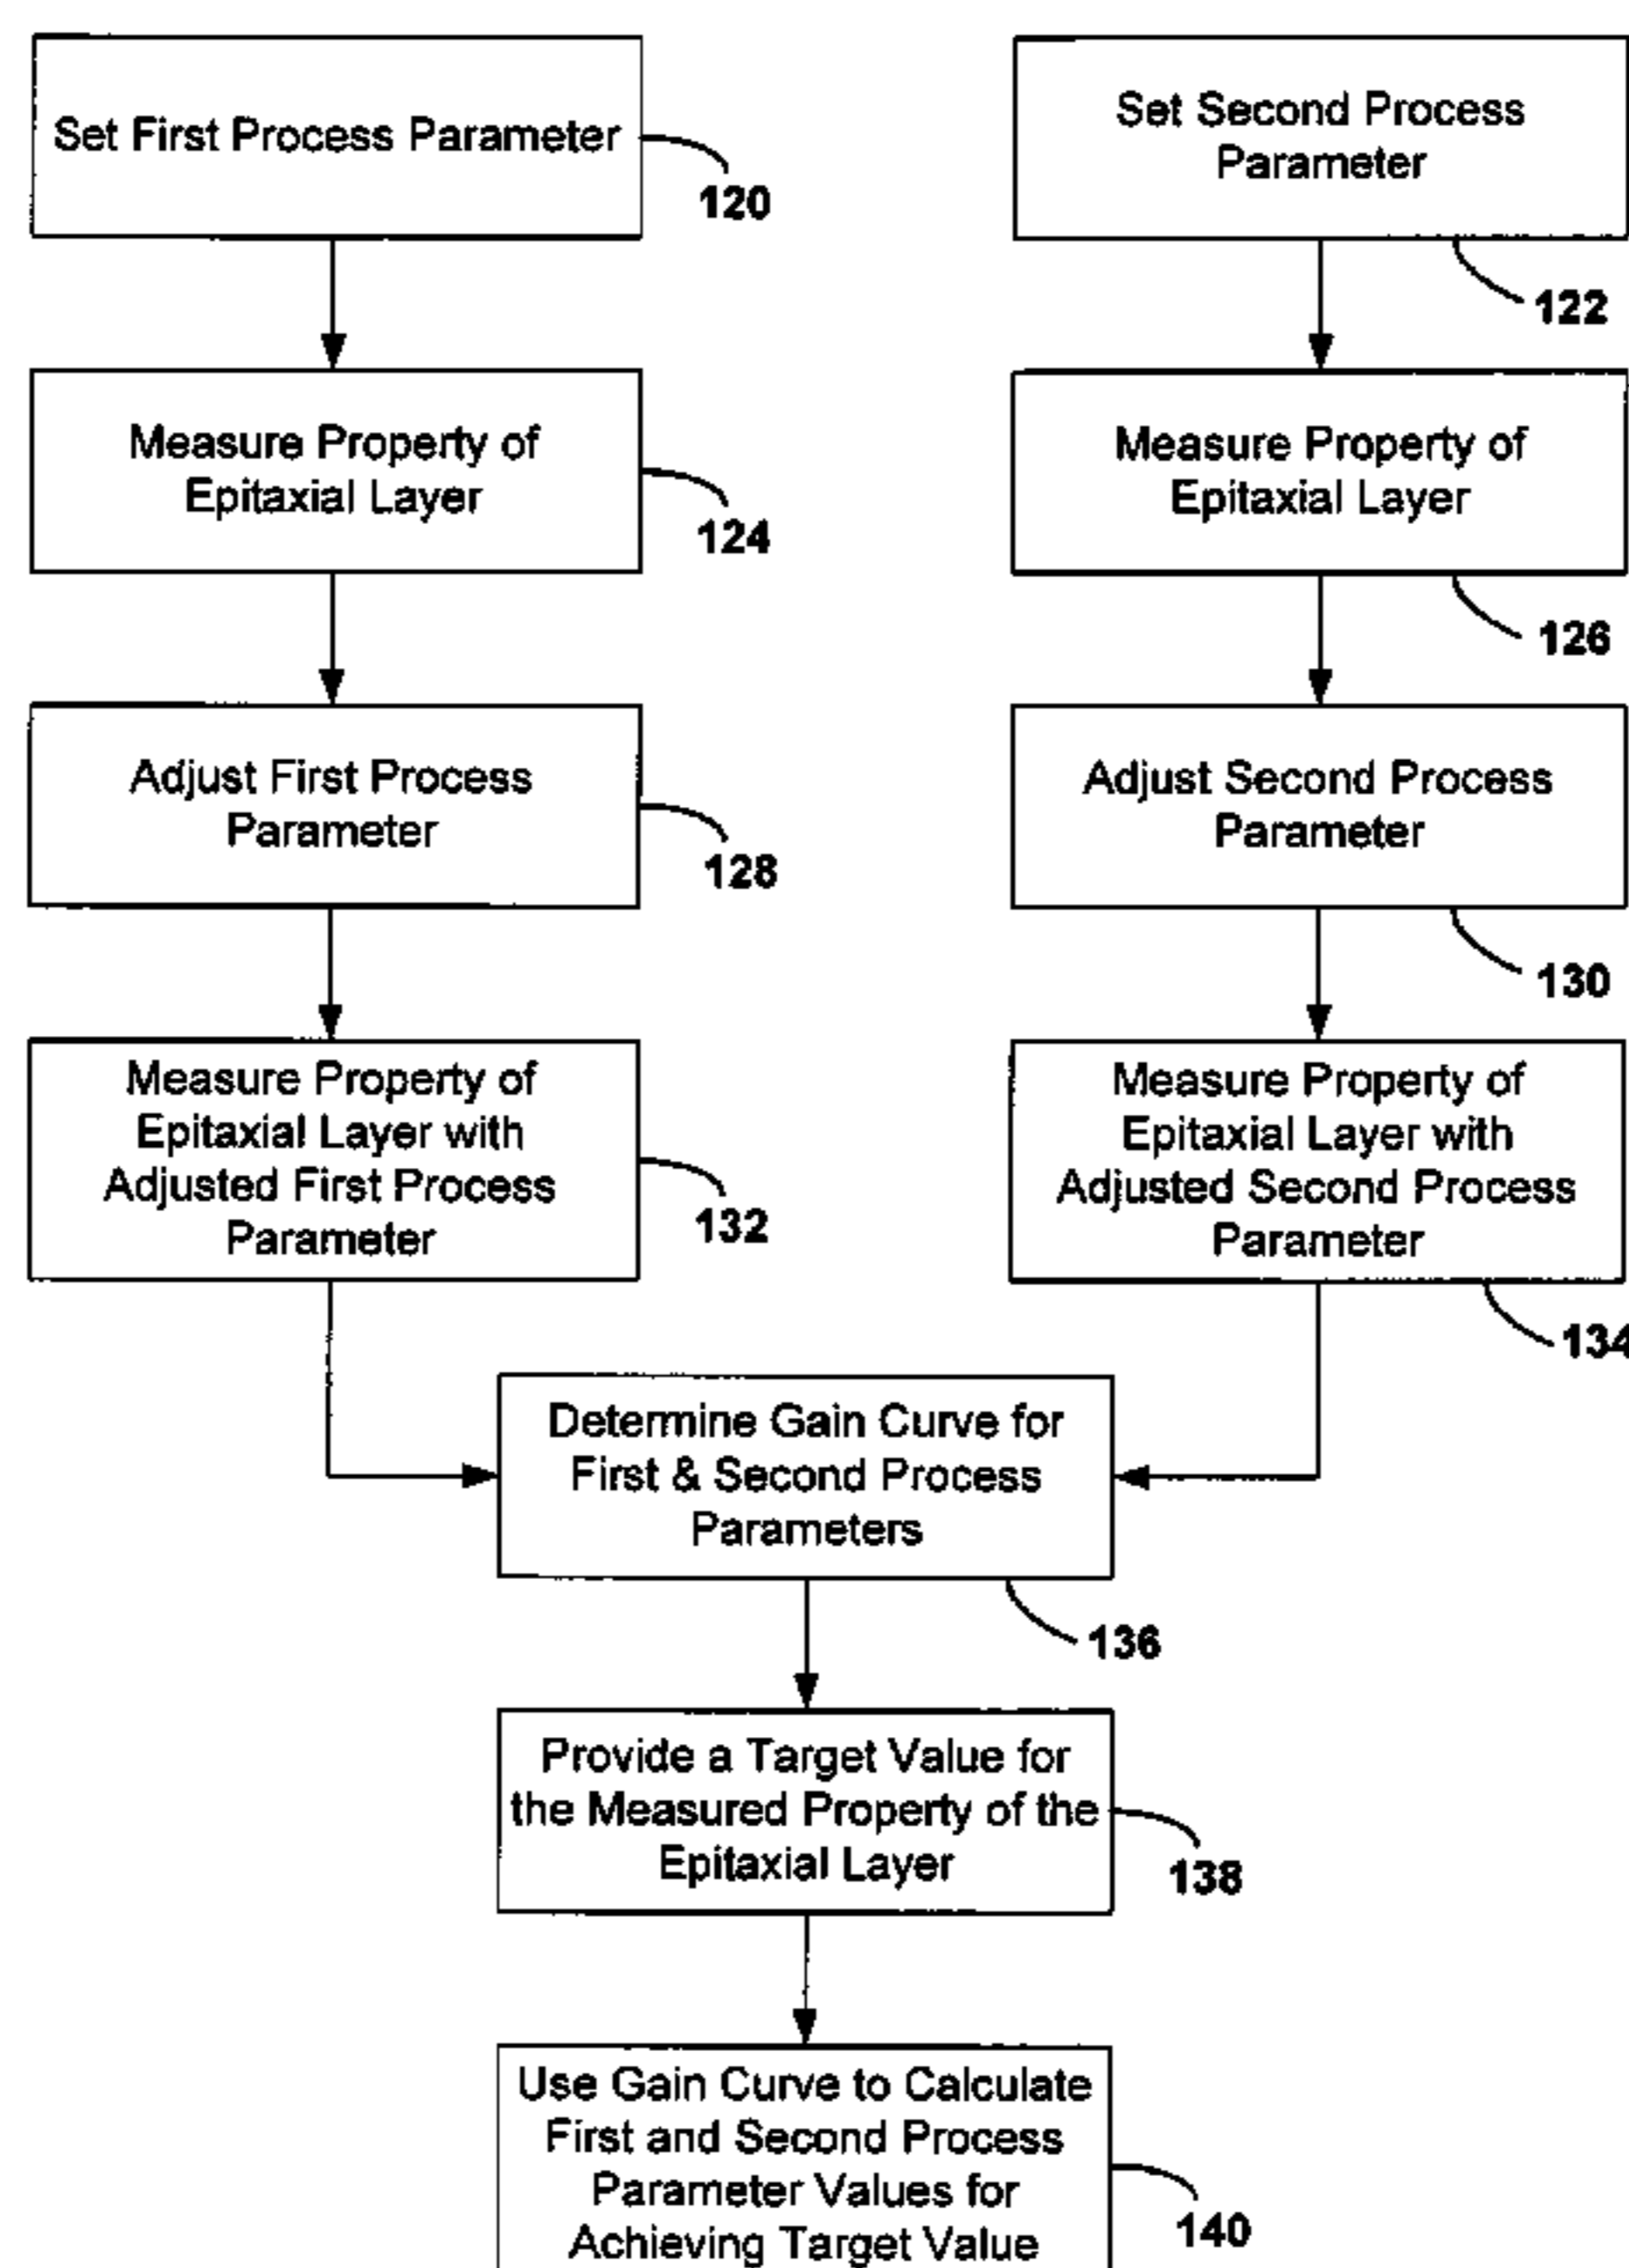 Set First Process Parameter
120
Set Second Process
Parameter
122
Measure Property of
Epitaxial Layer
124
Measure Property of
Epitaxial Layer
126
Adjust First Process
Parameter
128
Adjust Second Process
Parameter
130
Measure Property of
Epitaxial Layer with
Adjusted First Process
Parameter
132
Measure Property of
Epitaxial Layer with
Adjusted Second Process
Parameter
134
Determine Gain Curve for
First & Second Process
Parameters
136
Provide a Target Value for
the Measured Property of the
Epitaxial Layer
138
Use Gain Curve to Calculate
First and Second Process
Parameter Values for
Achieving Target Value
140